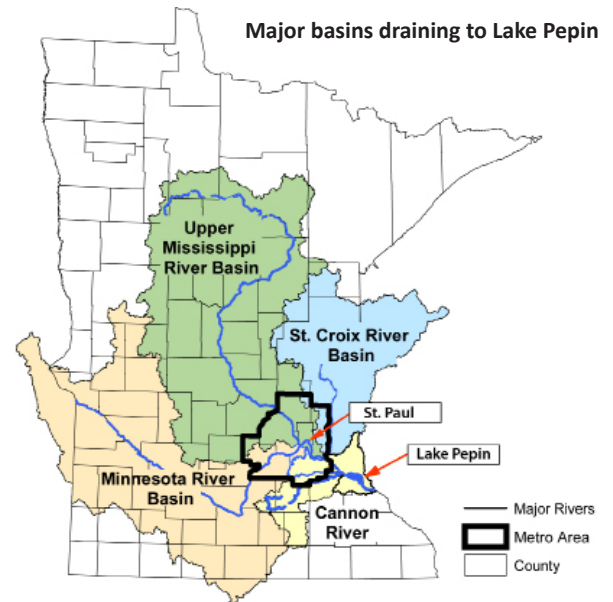 Major basins draining to Lake Pepin
Upper
Mississippi
River Basin
St. Croix River
Basin
St. Paul
Lake Pepin
Minnesota River
Basin
Cannon
River
Major Rivers
Metro Area
County